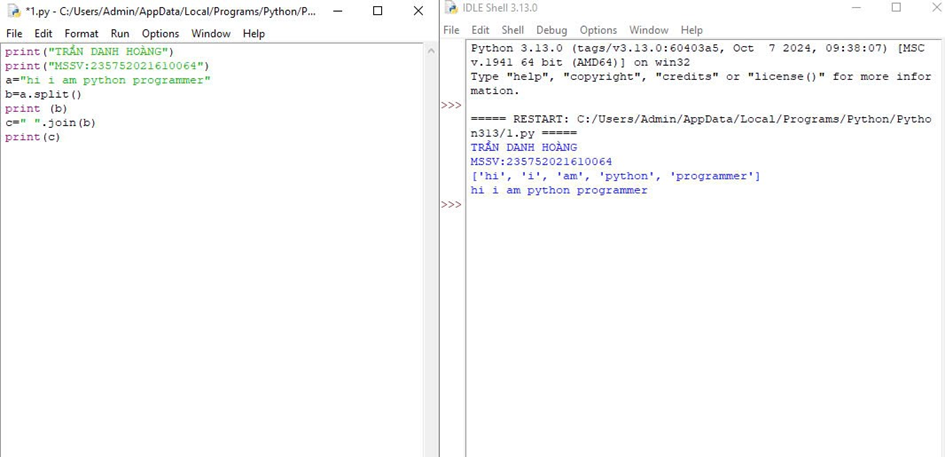 *1.py - C:/Users/Admin/AppData/Local/Programs/Python/P...
File Edit Format Run Options Window Help
print("TRẦN DANH HOÀNG")
print("MSSV:235752021610064")
a="hi i am python programmer"
b=a.split()
print (b)
c=" ".join(b)
print(c)
IDLE Shell 3.13.0
File Edit Shell Debug Options Window Help
Python 3.13.0 (tags/v3.13.0:60403a5, Oct  7 2024, 09:38:07) [MSC
v.1941 64 bit (AMD64)] on win32
Type "help", "copyright", "credits" or "license()" for more infor
mation.
>>>
===== RESTART: C:/Users/Admin/AppData/Local/Programs/Python/Pytho
n313/1.py =====
TRẦN DANH HOÀNG
MSSV:235752021610064
['hi', 'i', 'am', 'python', 'programmer']
hi i am python programmer
>>>